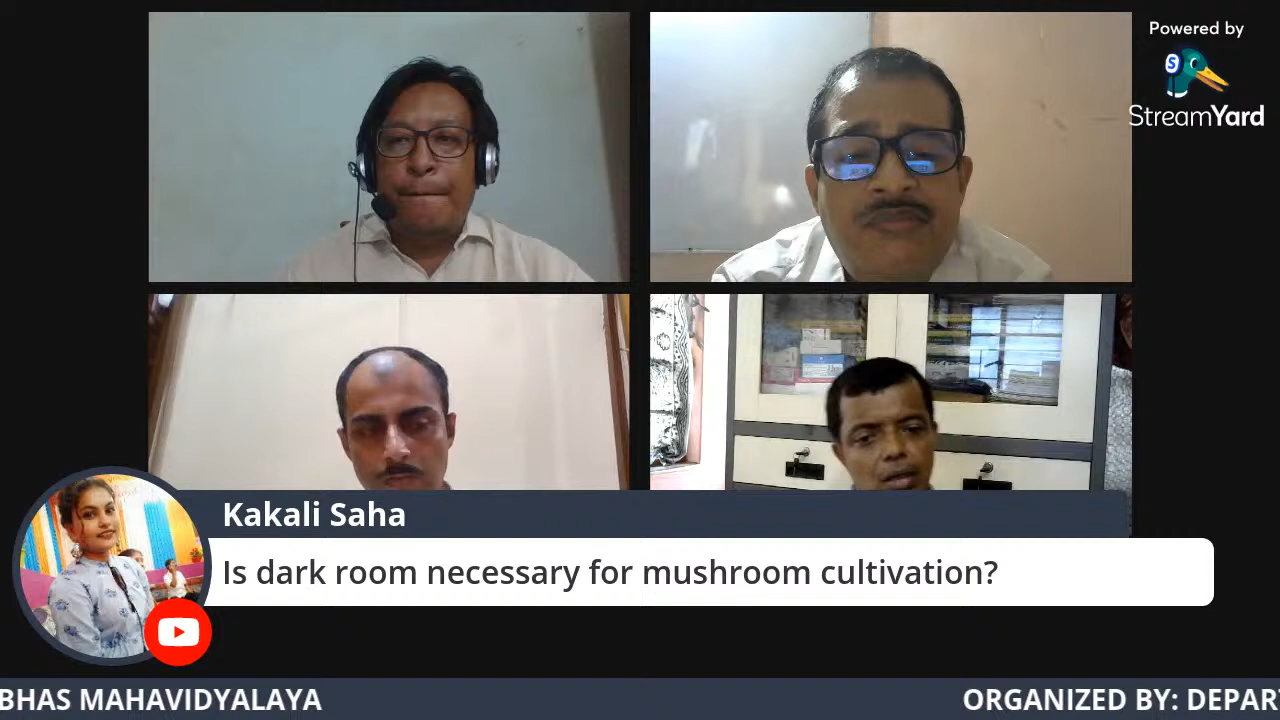 Powered by
StreamYard
Kakali Saha
Is dark room necessary for mushroom cultivation?
BHAS MAHAVIDYALAYA
ORGANIZED BY: DEPAR